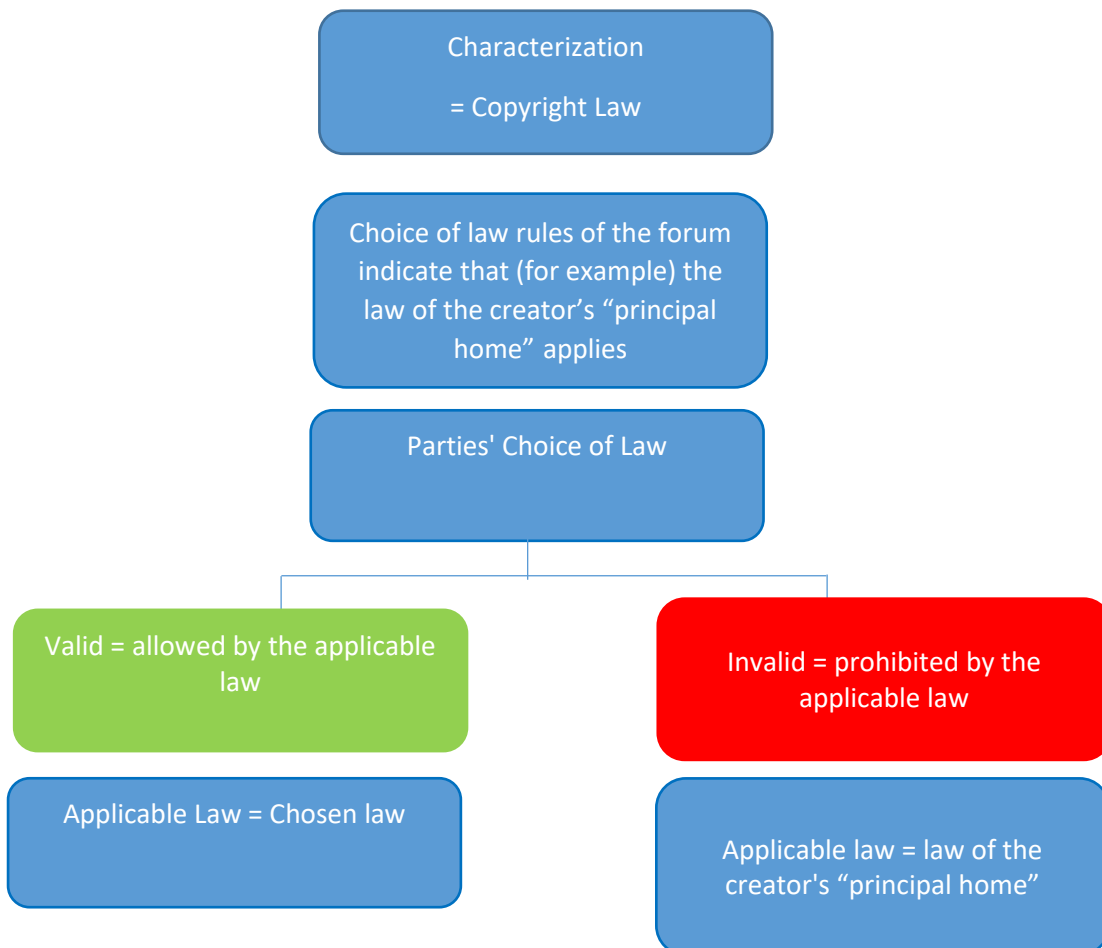 Characterization
= Copyright Law
Choice of law rules of the forum
indicate that (for example) the
law of the creator’s “principal
home” applies
Parties' Choice of Law
Valid = allowed by the applicable
law
Invalid = prohibited by the
applicable law
Applicable Law = Chosen law
Applicable law = law of the
creator's “principal home”